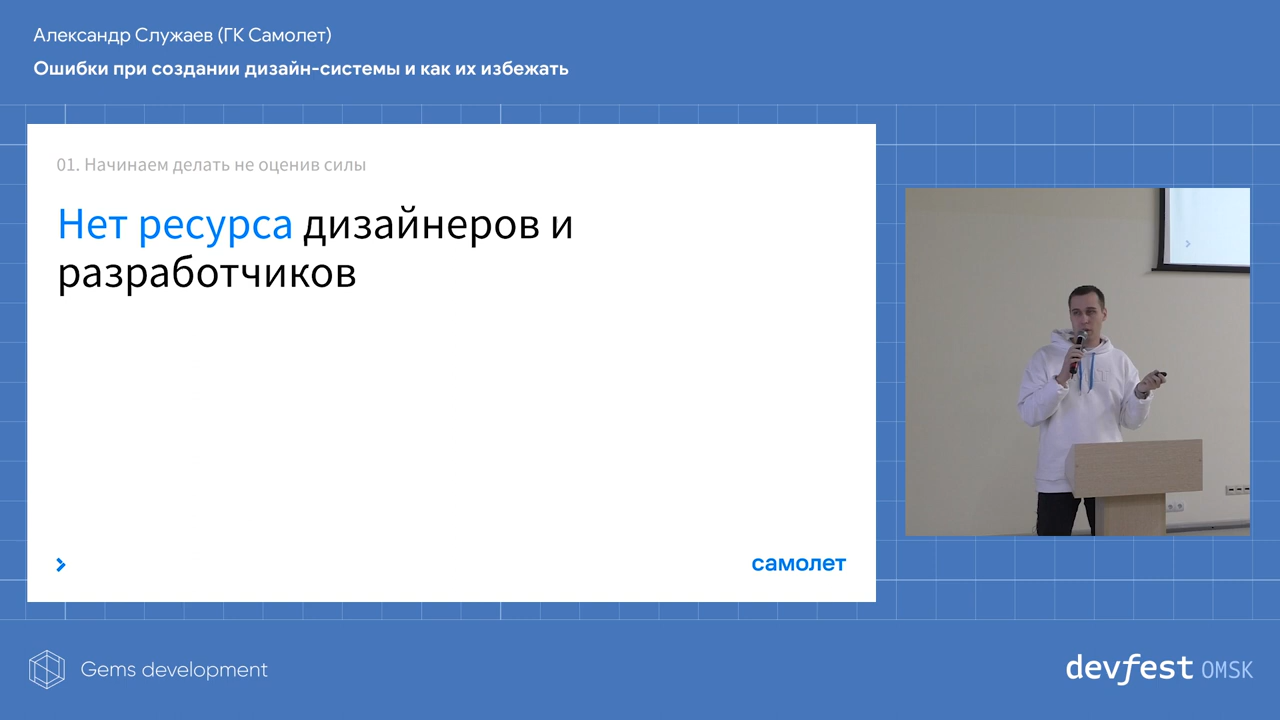 Александр Служаев (ГК Самолет)
Ошибки при создании дизайн-системы и как их избежать
01. Начинаем делать не оценив силы
Нет ресурса дизайнеров и
разработчиков
самолет
Gems development
devfest OMSK